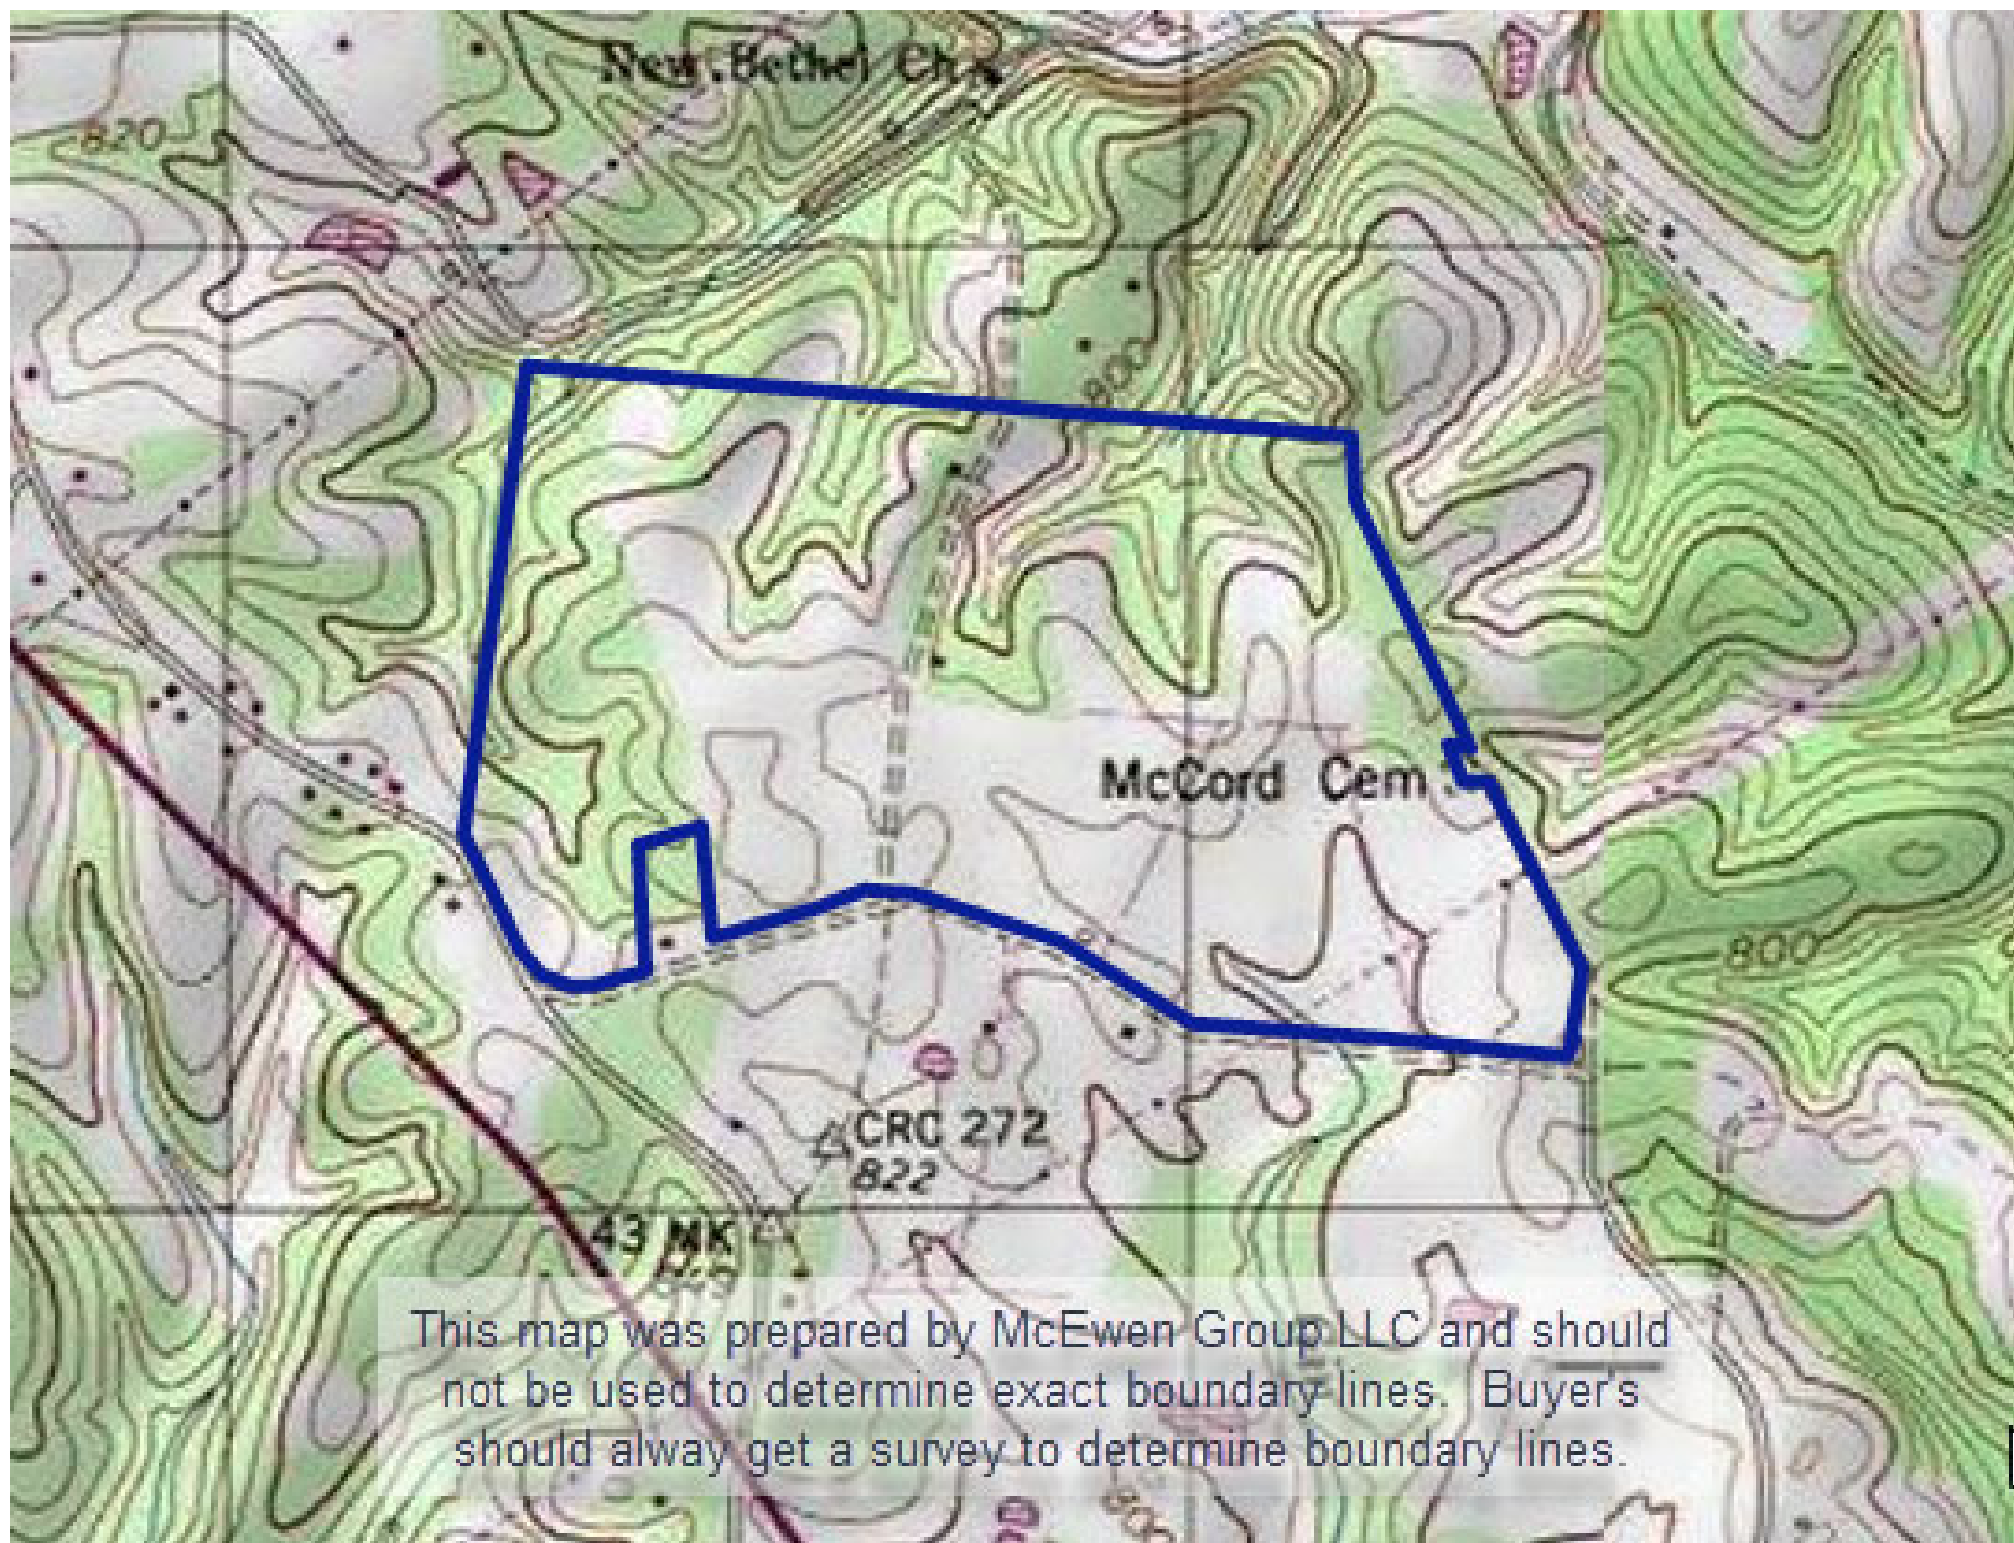 New Bethel Ch
820
800
McCord Cem
800
CRC 272
822
43 MK
This map was prepared by McEwen Group LLC and should
not be used to determine exact boundary lines. Buyer's
should alway get a survey to determine boundary lines.
800